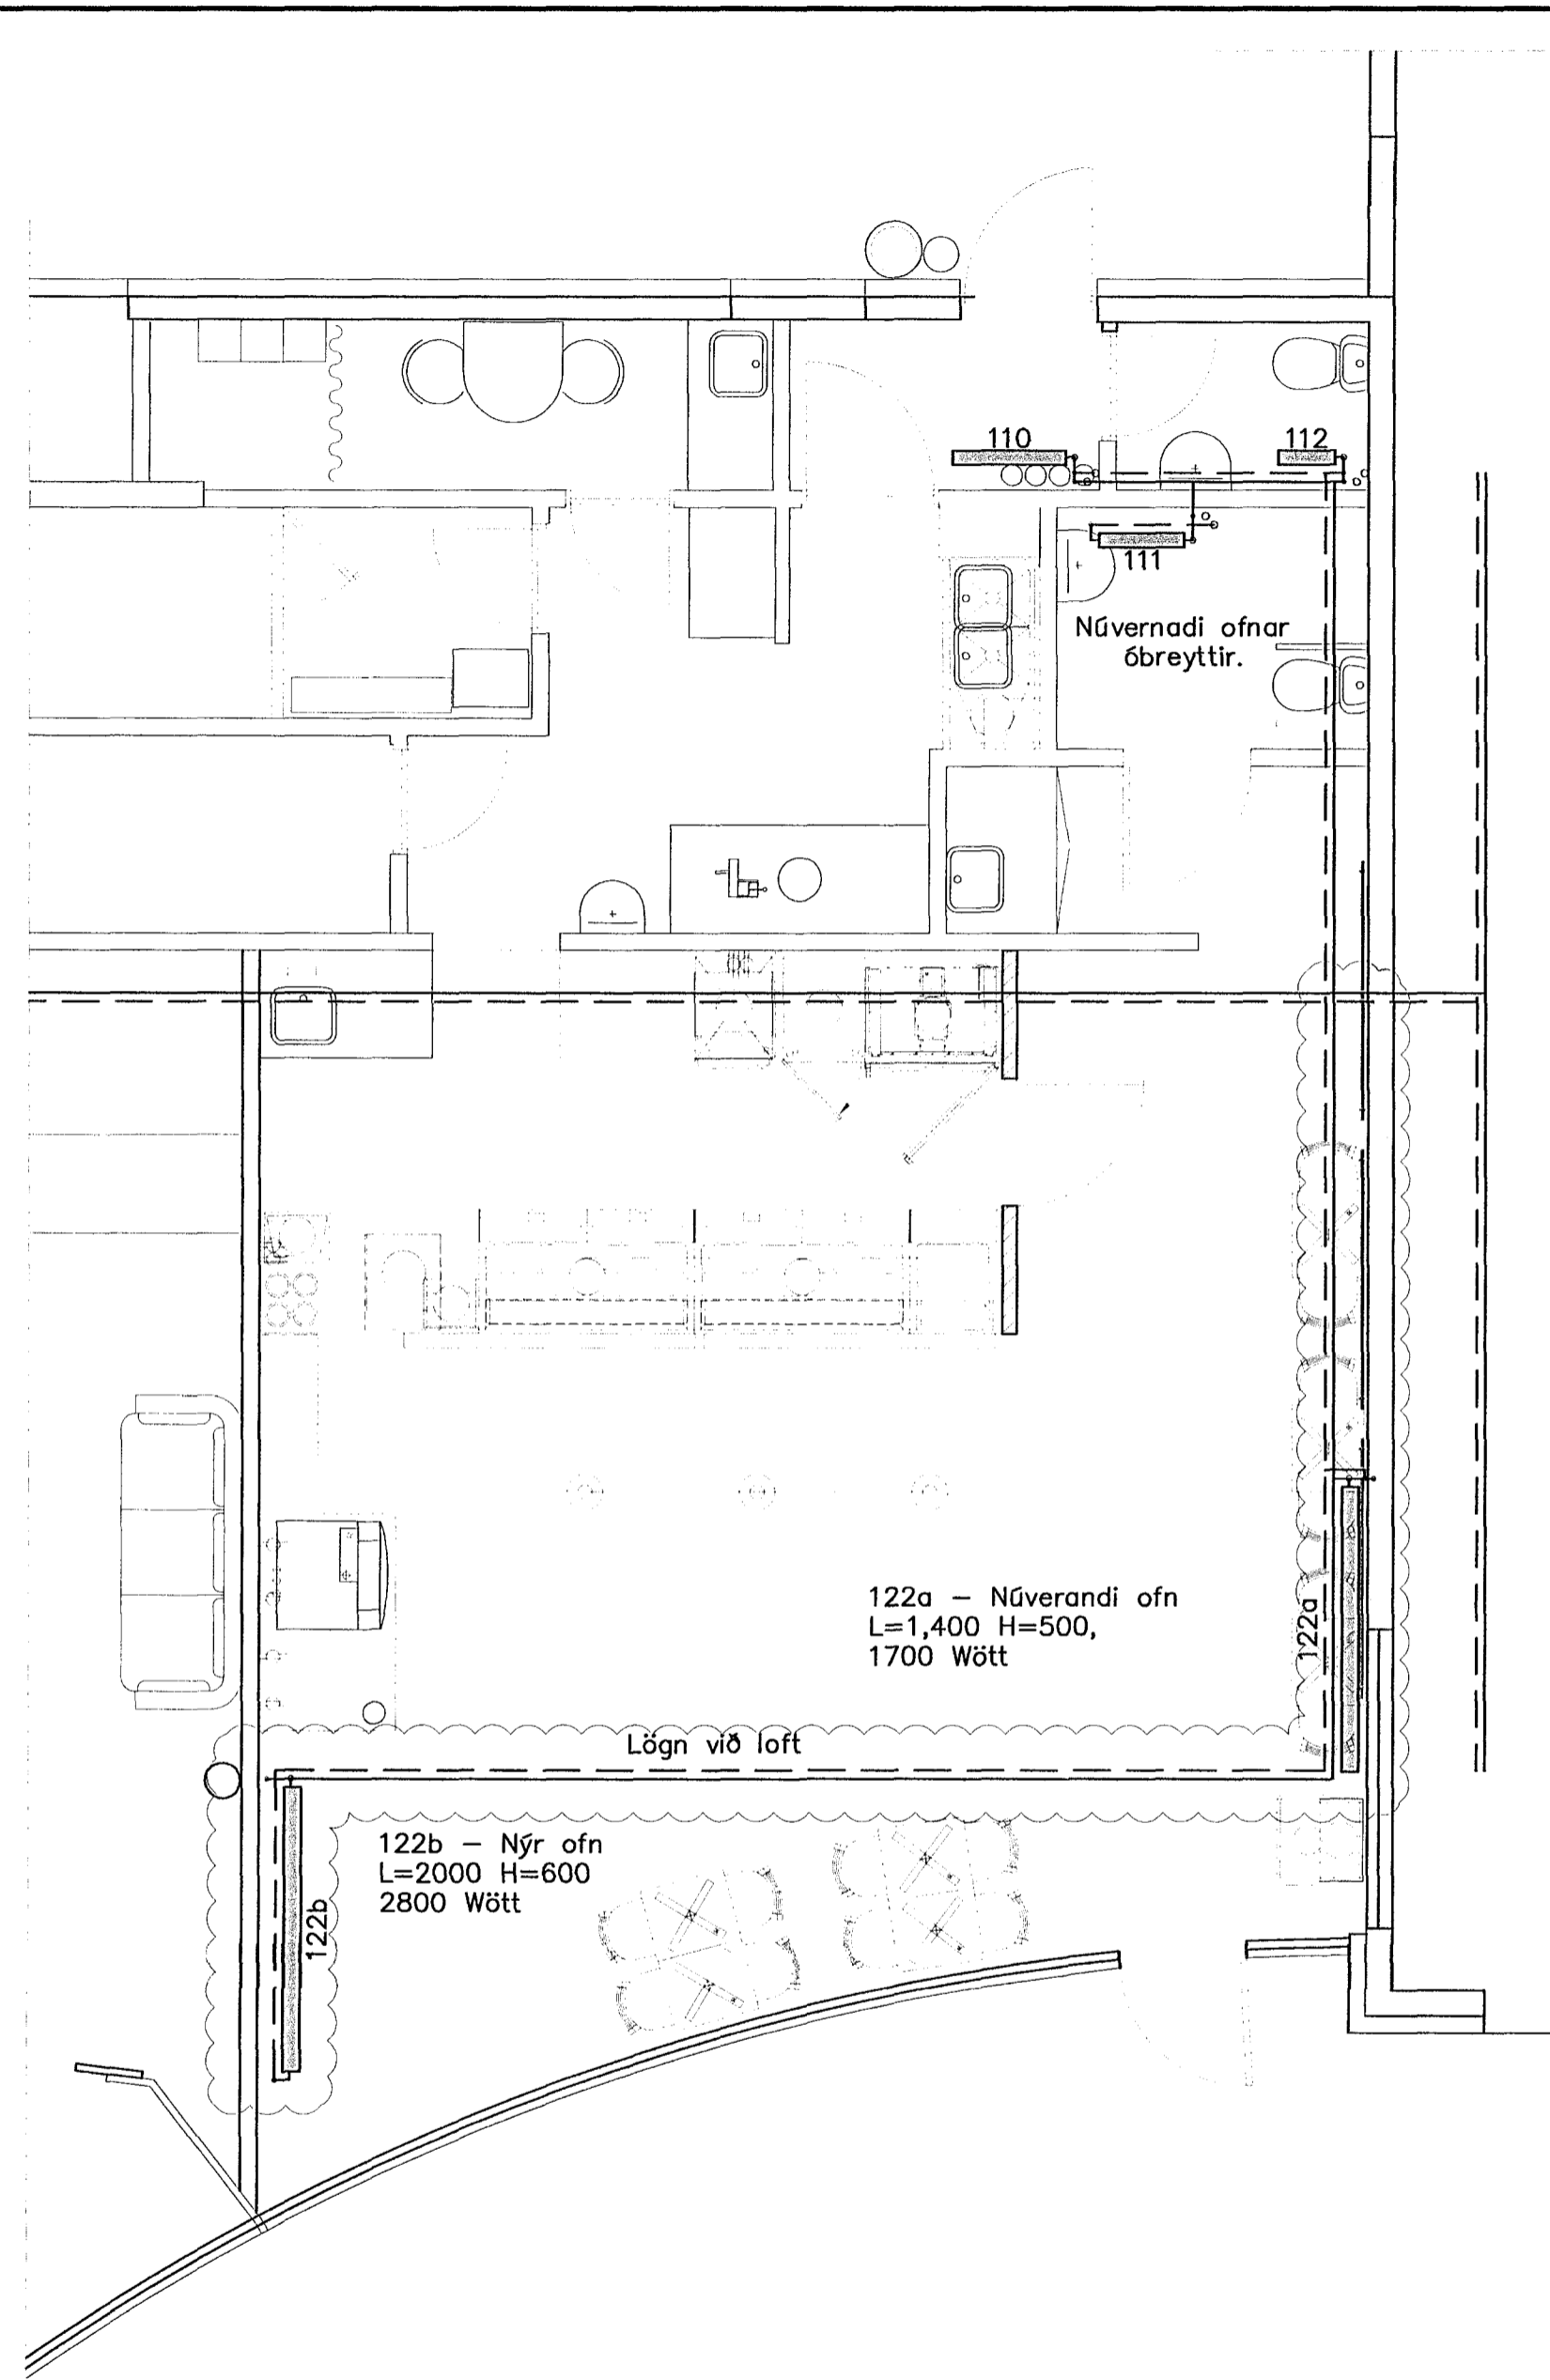 110
112
111
Núvernadi ofnar
óbreyttir.
122a – Núverandi ofn
L=1,400 H=500,
1700 Wött
122a
Lögn við loft
122b – Nýr ofn
L=2000 H=600
2800 Wött
122b